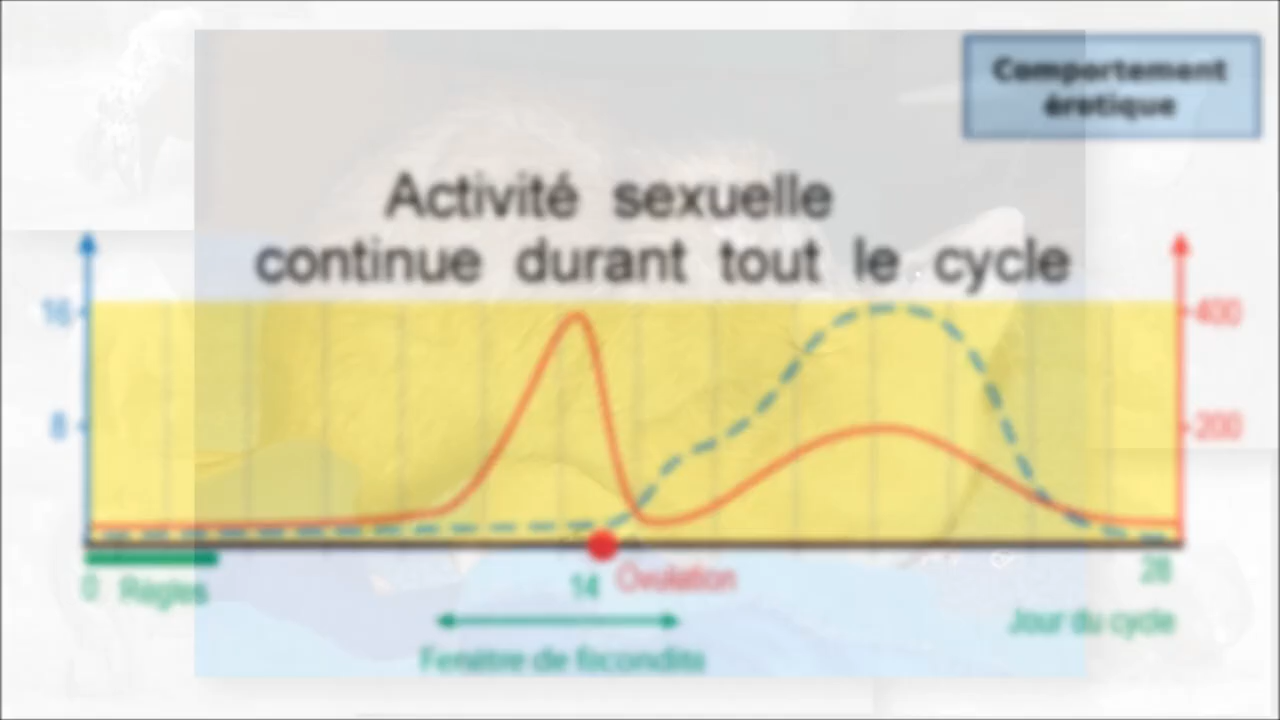 Comportement
érotique
Activité sexuelle
continue durant tout le cycle
16
400
8
200
0 Règles
14
Ovulation
28
Jour du cycle
Fenêtre de fécondité